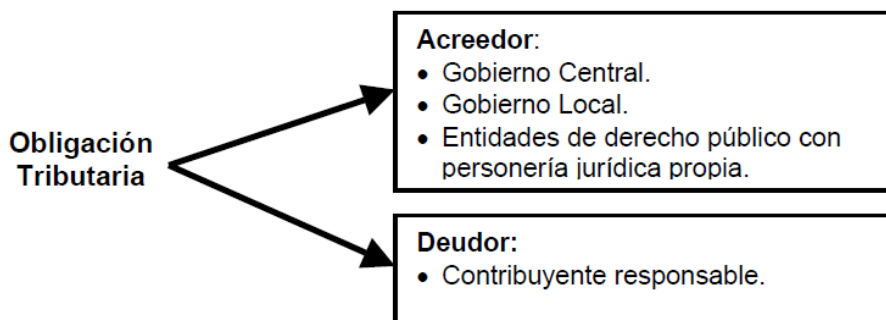 Obligación
Tributaria
Acreedor:
• Gobierno Central.
• Gobierno Local.
• Entidades de derecho público con
personería jurídica propia.
Deudor:
• Contribuyente responsable.